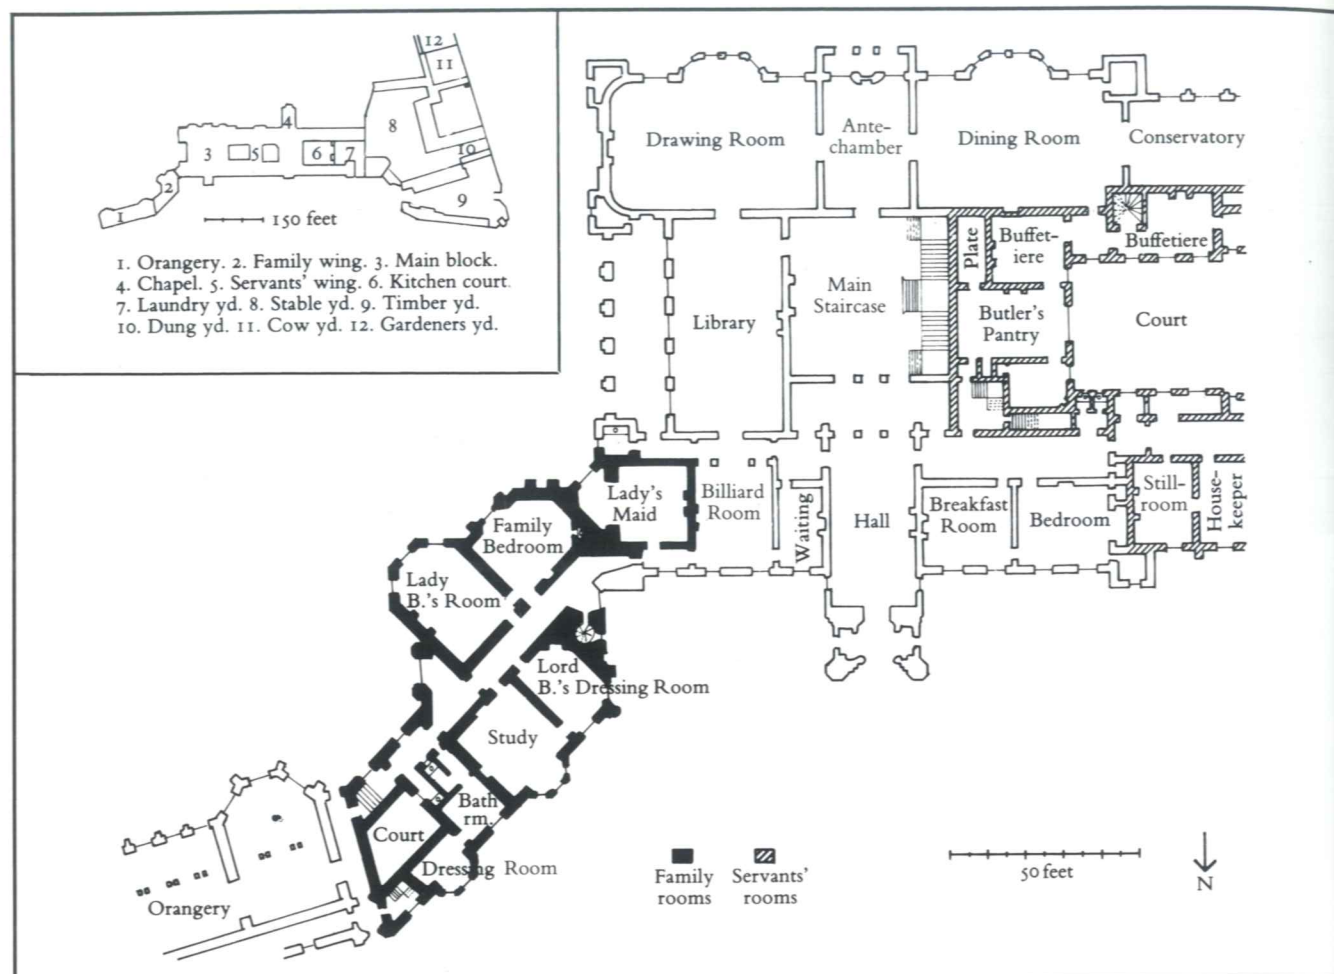 12
11
4
8
3
5
6
7
10
2
9
1
150 feet
1. Orangery. 2. Family wing. 3. Main block.
4. Chapel. 5. Servants' wing. 6. Kitchen court.
7. Laundry yd. 8. Stable yd. 9. Timber yd.
10. Dung yd. 11. Cow yd. 12. Gardeners yd.
Drawing Room
Ante-
chamber
Dining Room
Conservatory
Plate
Buffet-
iere
Buffetiere
Library
Main
Staircase
Butler's
Pantry
Court
Lady's
Maid
Billiard
Room
Waiting
Hall
Breakfast
Room
Bedroom
Still-
room
House-
keeper
Family
Bedroom
Lady
B.'s Room
Lord
B.'s Dressing Room
Study
Bath
rm.
Court
Dressing Room
Orangery
Family
rooms
Servants'
rooms
50 feet
N